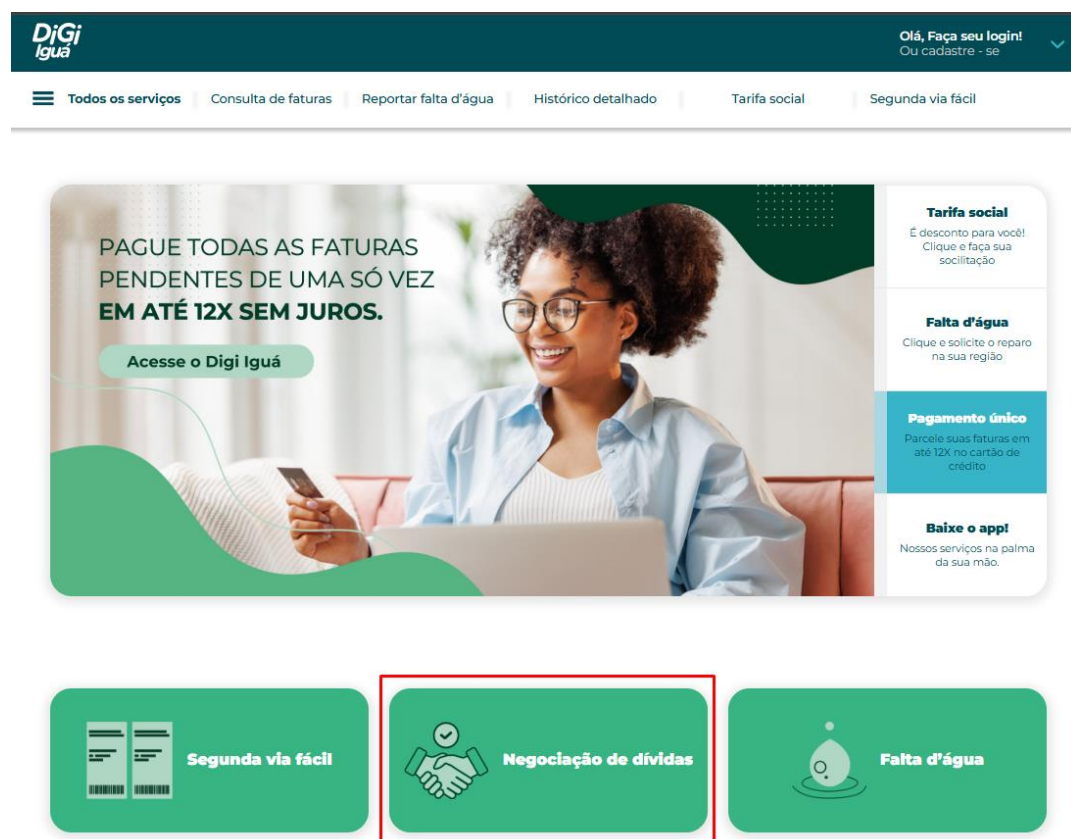 DiGi
Iguá
Olá, Faça seu login!
Ou cadastre - se
Todos os serviços
Consulta de faturas
Reportar falta d'água
Histórico detalhado
Tarifa social
Segunda via fácil
PAGUE TODAS AS FATURAS
PENDENTES DE UMA SÓ VEZ
EM ATÉ 12X SEM JUROS.
Acesse o Digi Iguá
Tarifa social
É desconto para você!
Clique e faça sua
socilitação
Falta d'água
Clique e solicite o reparo
na sua região
Pagamento único
Parcele suas faturas em
até 12X no cartão de
crédito
Baixe o app!
Nossos serviços na palma
da sua mão.
Segunda via fácil
Negociação de dívidas
Falta d'água